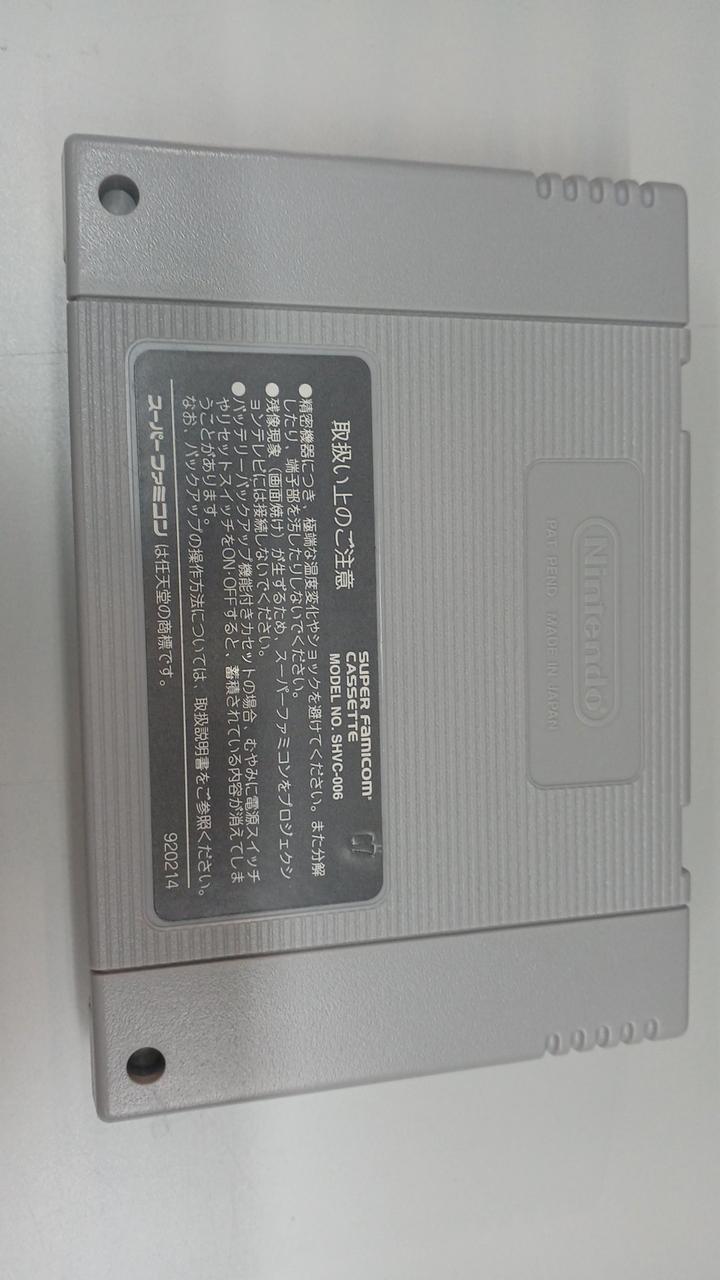 取扱い上のご注意
SUPER Famicom
CASSETTE
MODEL NO. SHVC-006
●精密機器につき、極端な温度変化やショックを避けてください。また分解
したり、端子部を汚したりしないでください。
●残像現象(画面焼け)が生ずるため、スーパーファミコンをプロジェクシ
ョンテレビには接続しないでください。
●バッテリーバックアップ機能付きカセットの場合、むやみに電源スイッチ
やリセットスイッチをON・OFFすると、蓄積されている内容が消えてしま
うことがあります。
なお、バックアップの操作方法については、取扱説明書をご参照ください。
スーパーファミコンは任天堂の商標です。
920214
Nintendo®
PAT. PEND. MADE IN JAPAN